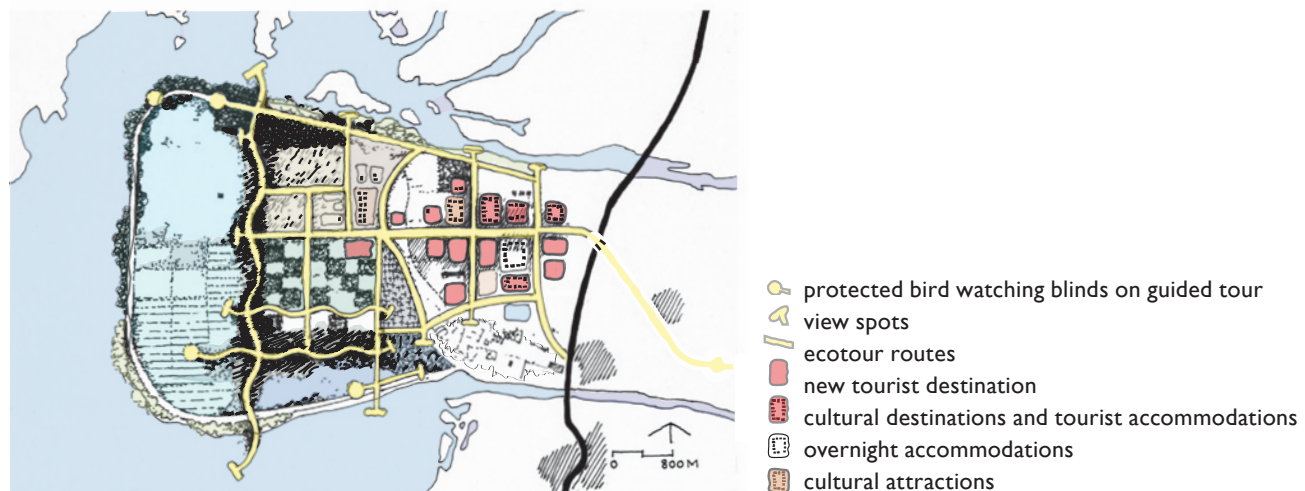 protected bird watching blinds on guided tour
view spots
ecotour routes
new tourist destination
cultural destinations and tourist accommodations
overnight accommodations
cultural attractions
0 800 M